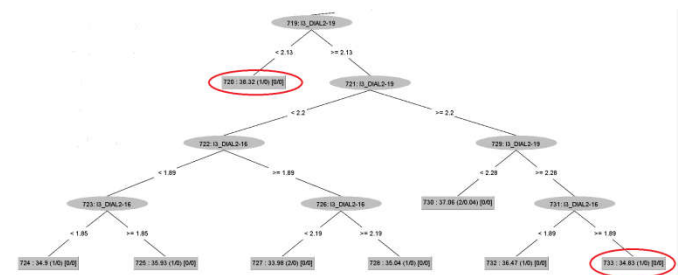 719: I3_DIAL2-19
< 2.13
>= 2.13
720 : 38.32 (1/0) [0/0]
721: I3_DIAL2-19
< 2.2
>= 2.2
722: I3_DIAL2-16
729: I3_DIAL2-19
< 1.89
>= 1.89
< 2.28
>= 2.28
723: I3_DIAL2-16
726: I3_DIAL2-16
730 : 37.06 (2/0.04) [0/0]
731: I3_DIAL2-16
< 1.85
>= 1.85
< 2.19
>= 2.19
< 1.89
>= 1.89
724 : 34.9 (1/0) [0/0]
725 : 35.93 (1/0) [0/0]
727 : 33.98 (2/0) [0/0]
728 : 35.04 (1/0) [0/0]
732 : 36.47 (1/0) [0/0]
733 : 34.83 (1/0) [0/0]